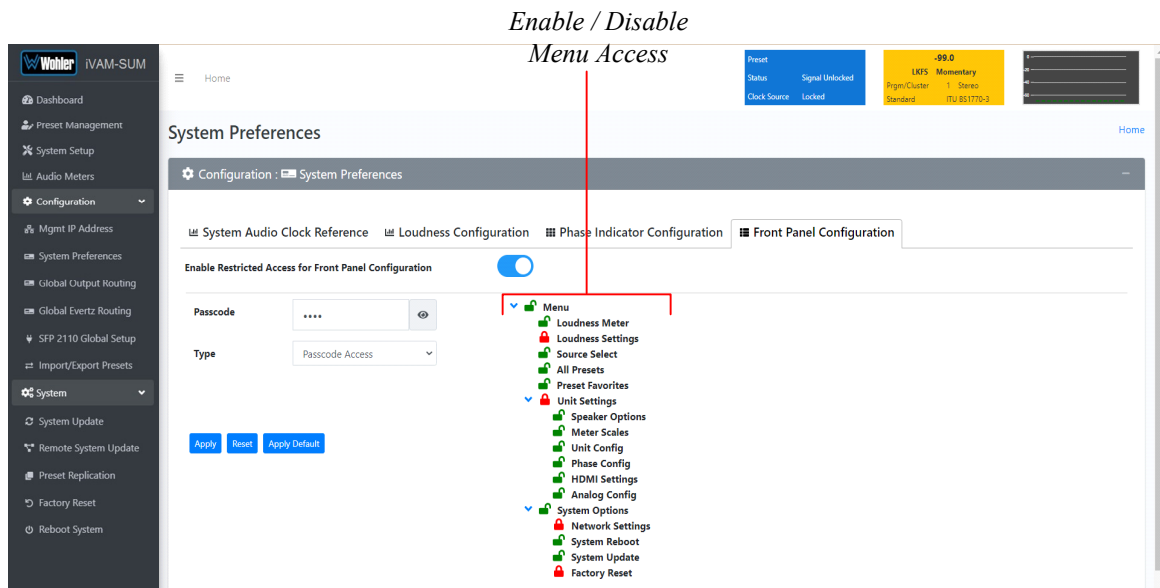 Enable / Disable
Menu Access
Wohler iVAM-SUM
Dashboard
Preset Management
System Setup
Audio Meters
Configuration
Mgmt IP Address
System Preferences
Global Output Routing
Global Evertz Routing
SFP 2110 Global Setup
Import/Export Presets
System
System Update
Remote System Update
Preset Replication
Factory Reset
Reboot System
Home
Preset
Status Signal Unlocked
Clock Source Locked
-99.0
LKFS Momentary
Prgm/Cluster 1 Stereo
Standard ITU BS1770-3
System Preferences
Home
Configuration : System Preferences
System Audio Clock Reference Loudness Configuration Phase Indicator Configuration Front Panel Configuration
Enable Restricted Access for Front Panel Configuration
Passcode ••••
Type Passcode Access
Apply Reset Apply Default
Menu
Loudness Meter
Loudness Settings
Source Select
All Presets
Preset Favorites
Unit Settings
Speaker Options
Meter Scales
Unit Config
Phase Config
HDMI Settings
Analog Config
System Options
Network Settings
System Reboot
System Update
Factory Reset